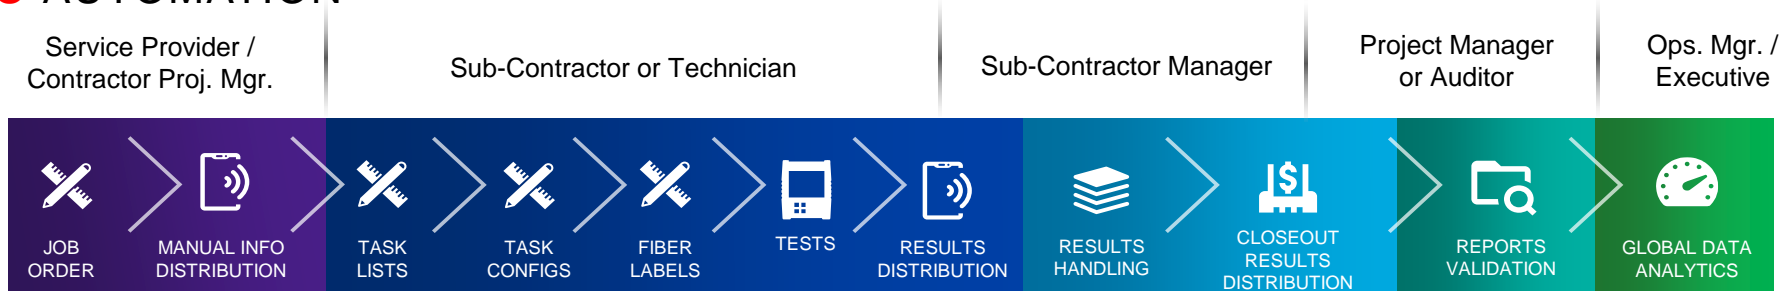 AUTOMATION
Service Provider /
Contractor Proj. Mgr.
Sub-Contractor or Technician
Sub-Contractor Manager
Project Manager
or Auditor
Ops. Mgr. /
Executive
JOB
ORDER
MANUAL INFO
DISTRIBUTION
TASK
LISTS
TASK
CONFIGS
FIBER
LABELS
TESTS
RESULTS
DISTRIBUTION
RESULTS
HANDLING
$
CLOSEOUT
RESULTS
DISTRIBUTION
REPORTS
VALIDATION
GLOBAL DATA
ANALYTICS